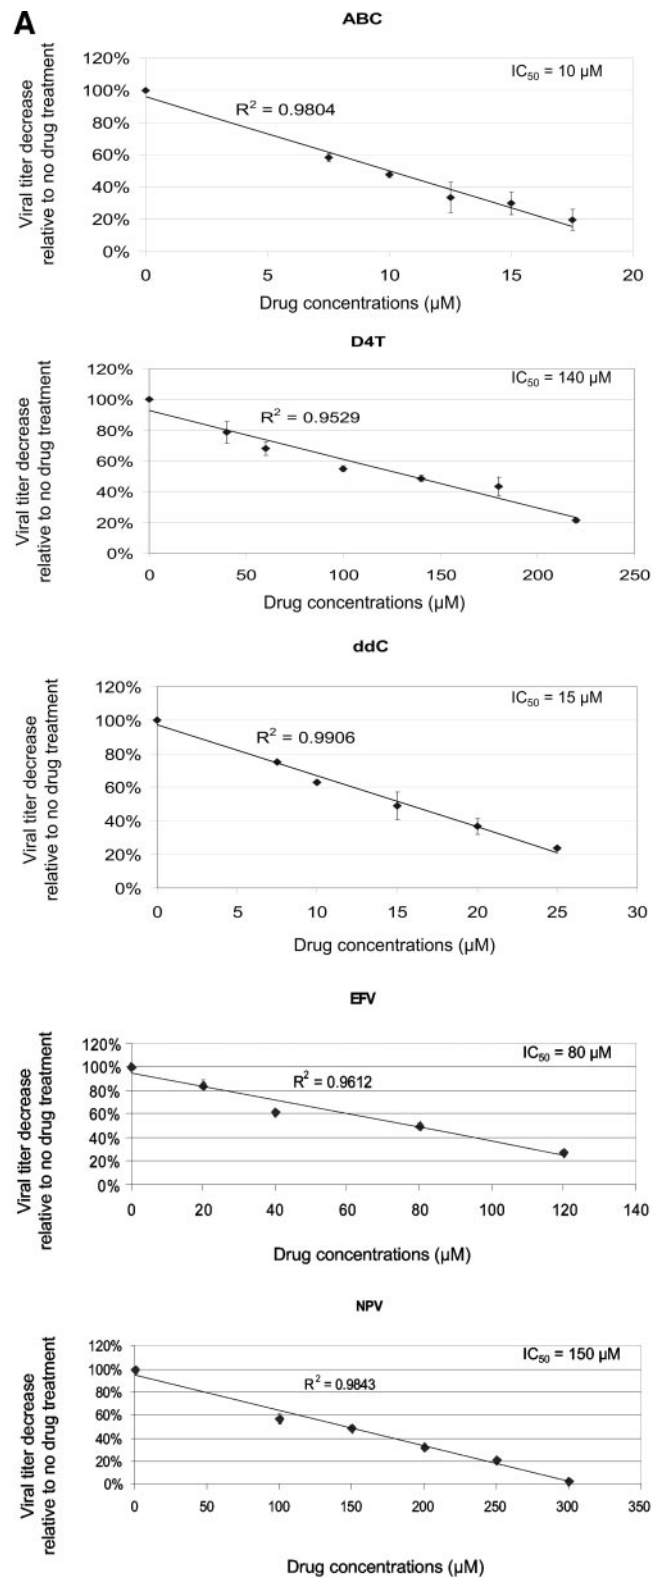 A
ABC
Viral titer decrease
relative to no drug treatment
120%
100%
80%
60%
40%
20%
0%
IC50 = 10 µM
R2 = 0.9804
0 5 10 15 20
Drug concentrations (µM)
D4T
Viral titer decrease
relative to no drug treatment
120%
100%
80%
60%
40%
20%
0%
IC50 = 140 µM
R2 = 0.9529
0 50 100 150 200 250
Drug concentrations (µM)
ddC
Viral titer decrease
relative to no drug treatment
120%
100%
80%
60%
40%
20%
0%
IC50 = 15 µM
R2 = 0.9906
0 5 10 15 20 25 30
Drug concentrations (µM)
EFV
Viral titer decrease
relative to no drug treatment
120%
100%
80%
60%
40%
20%
0%
IC50 = 80 µM
R2 = 0.9612
0 20 40 60 80 100 120 140
Drug concentrations (µM)
NPV
Viral titer decrease
relative to no drug treatment
120%
100%
80%
60%
40%
20%
0%
IC50 = 150 µM
R2 = 0.9843
0 50 100 150 200 250 300 350
Drug concentrations (µM)